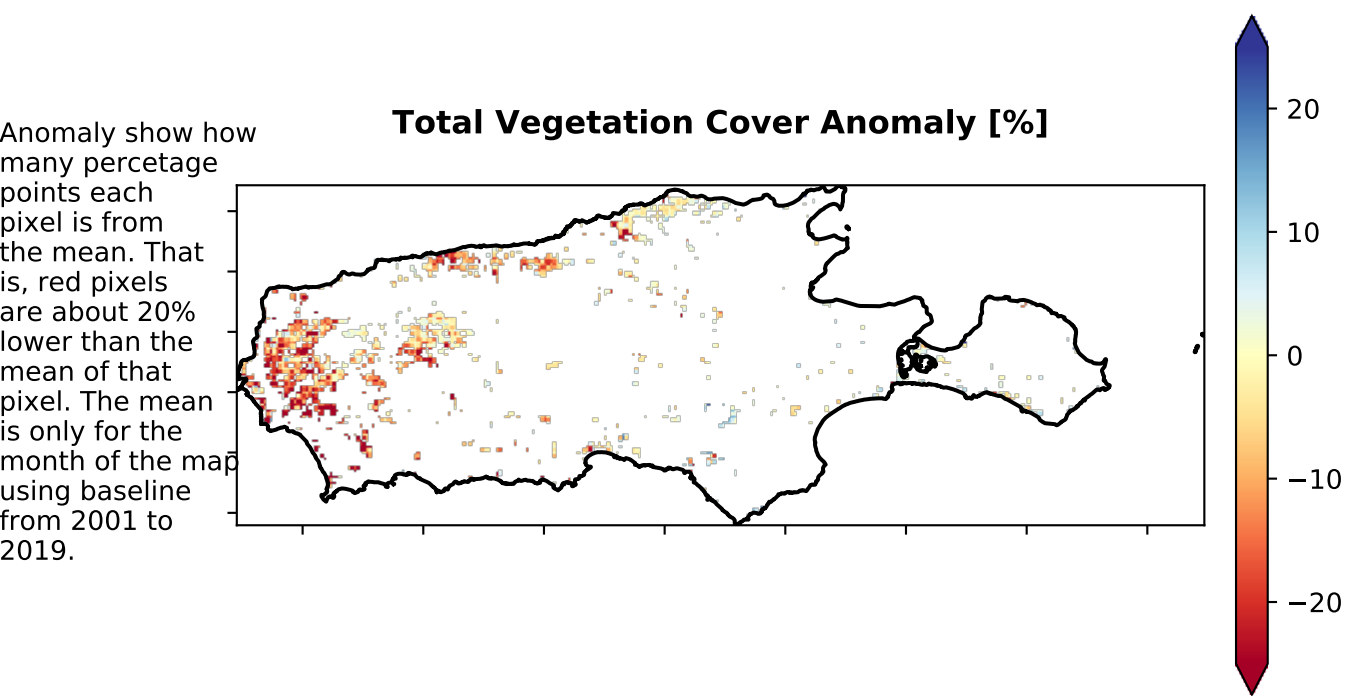 Total Vegetation Cover Anomaly [%]
Anomaly show how
many percetage
points each
pixel is from
the mean. That
is, red pixels
are about 20%
lower than the
mean of that
pixel. The mean
is only for the
month of the map
using baseline
from 2001 to
2019.
20
10
0
−10
−20